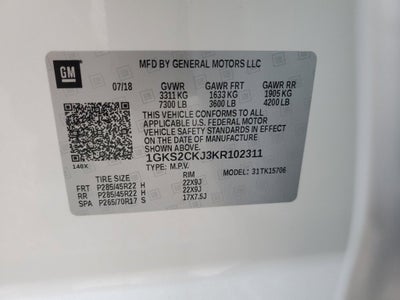 GM
MFD BY GENERAL MOTORS LLC
07/18 GVWR GAWR FRT GAWR RR
3311 KG 1633 KG 1905 KG
7300 LB 3600 LB 4200 LB
THIS VEHICLE CONFORMS TO ALL
APPLICABLE U.S. FEDERAL MOTOR
VEHICLE SAFETY STANDARDS IN
EFFECT ON THE DATE OF
MANUFACTURE SHOWN ABOVE.
140X
1GKS2CKJ3KR102311
TYPE: M.P.V. MODEL: 31TK15706
TIRE SIZE RIM
FRT P285/45R22 H 22X9J
RR P285/45R22 H 22X9J
SPA P265/70R17 S 17X7.5J